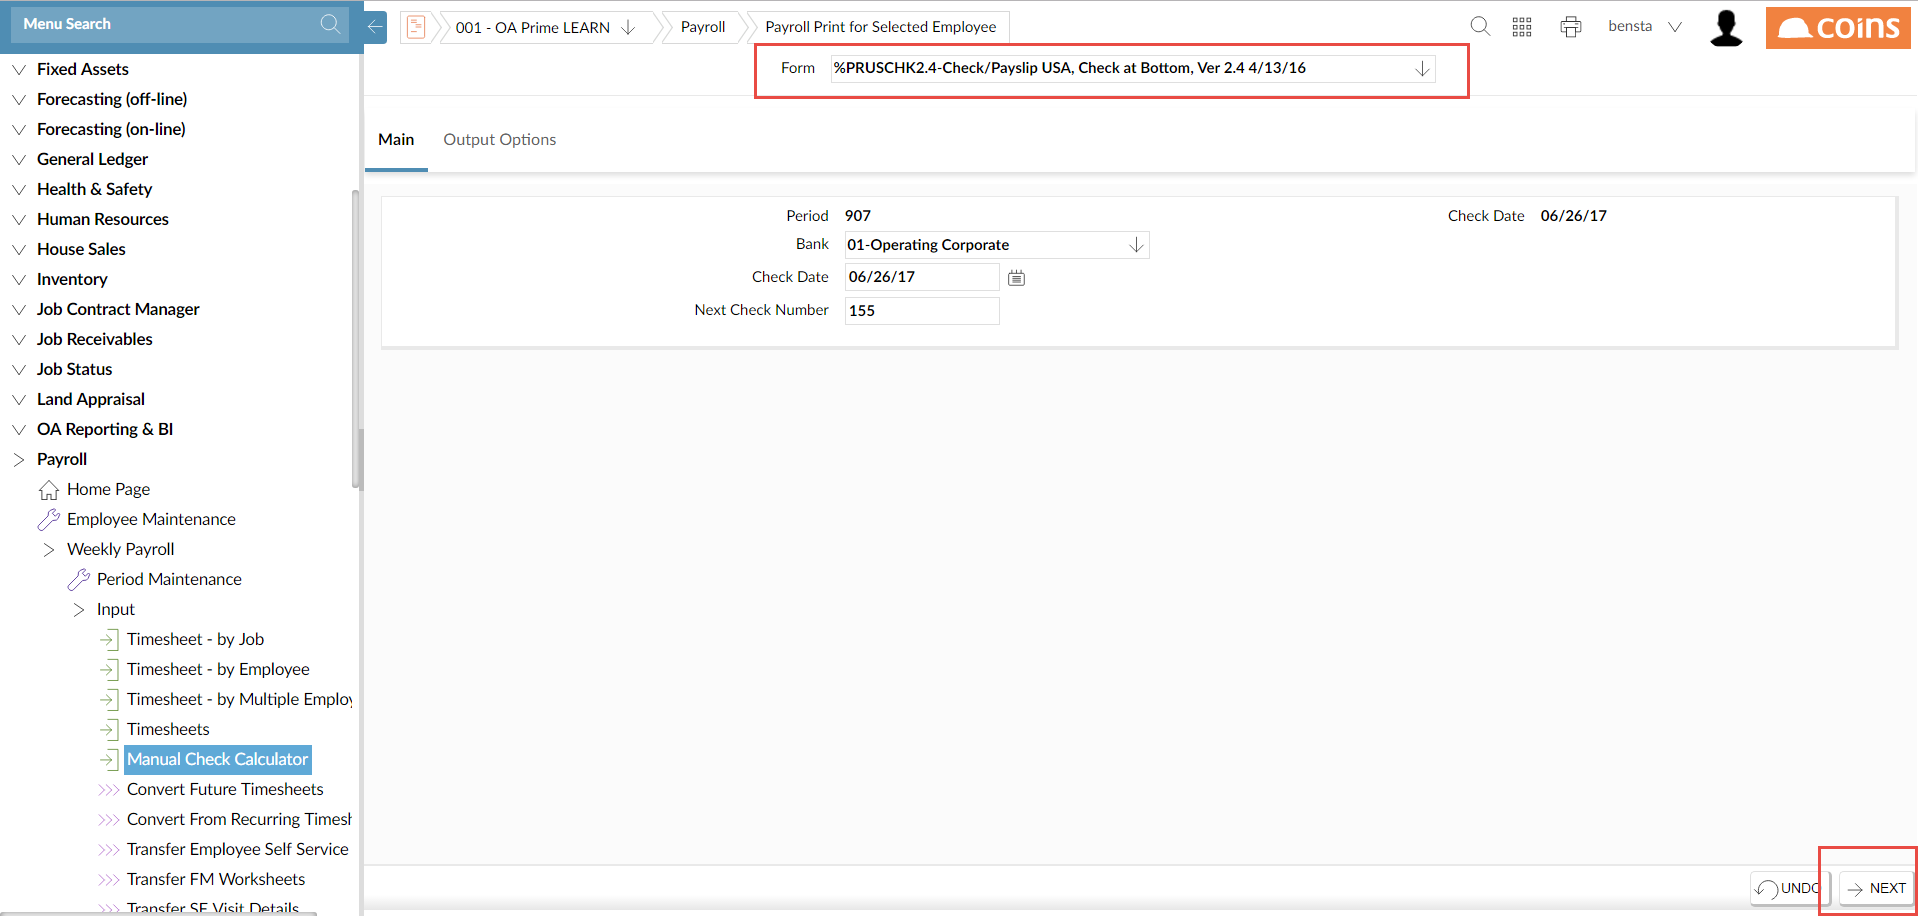 Menu Search
001 - OA Prime LEARN
Payroll
Payroll Print for Selected Employee
bensta
coins
Form %PRUSCHK2.4-Check/Payslip USA, Check at Bottom, Ver 2.4 4/13/16
Main
Output Options
Period 907
Check Date 06/26/17
Bank 01-Operating Corporate
Check Date 06/26/17
Next Check Number 155
Fixed Assets
Forecasting (off-line)
Forecasting (on-line)
General Ledger
Health & Safety
Human Resources
House Sales
Inventory
Job Contract Manager
Job Receivables
Job Status
Land Appraisal
OA Reporting & BI
Payroll
Home Page
Employee Maintenance
Weekly Payroll
Period Maintenance
Input
Timesheet - by Job
Timesheet - by Employee
Timesheet - by Multiple Employ
Timesheets
Manual Check Calculator
Convert Future Timesheets
Convert From Recurring Timesh
Transfer Employee Self Service
Transfer FM Worksheets
Transfer SE Visit Details
UNDO
NEXT